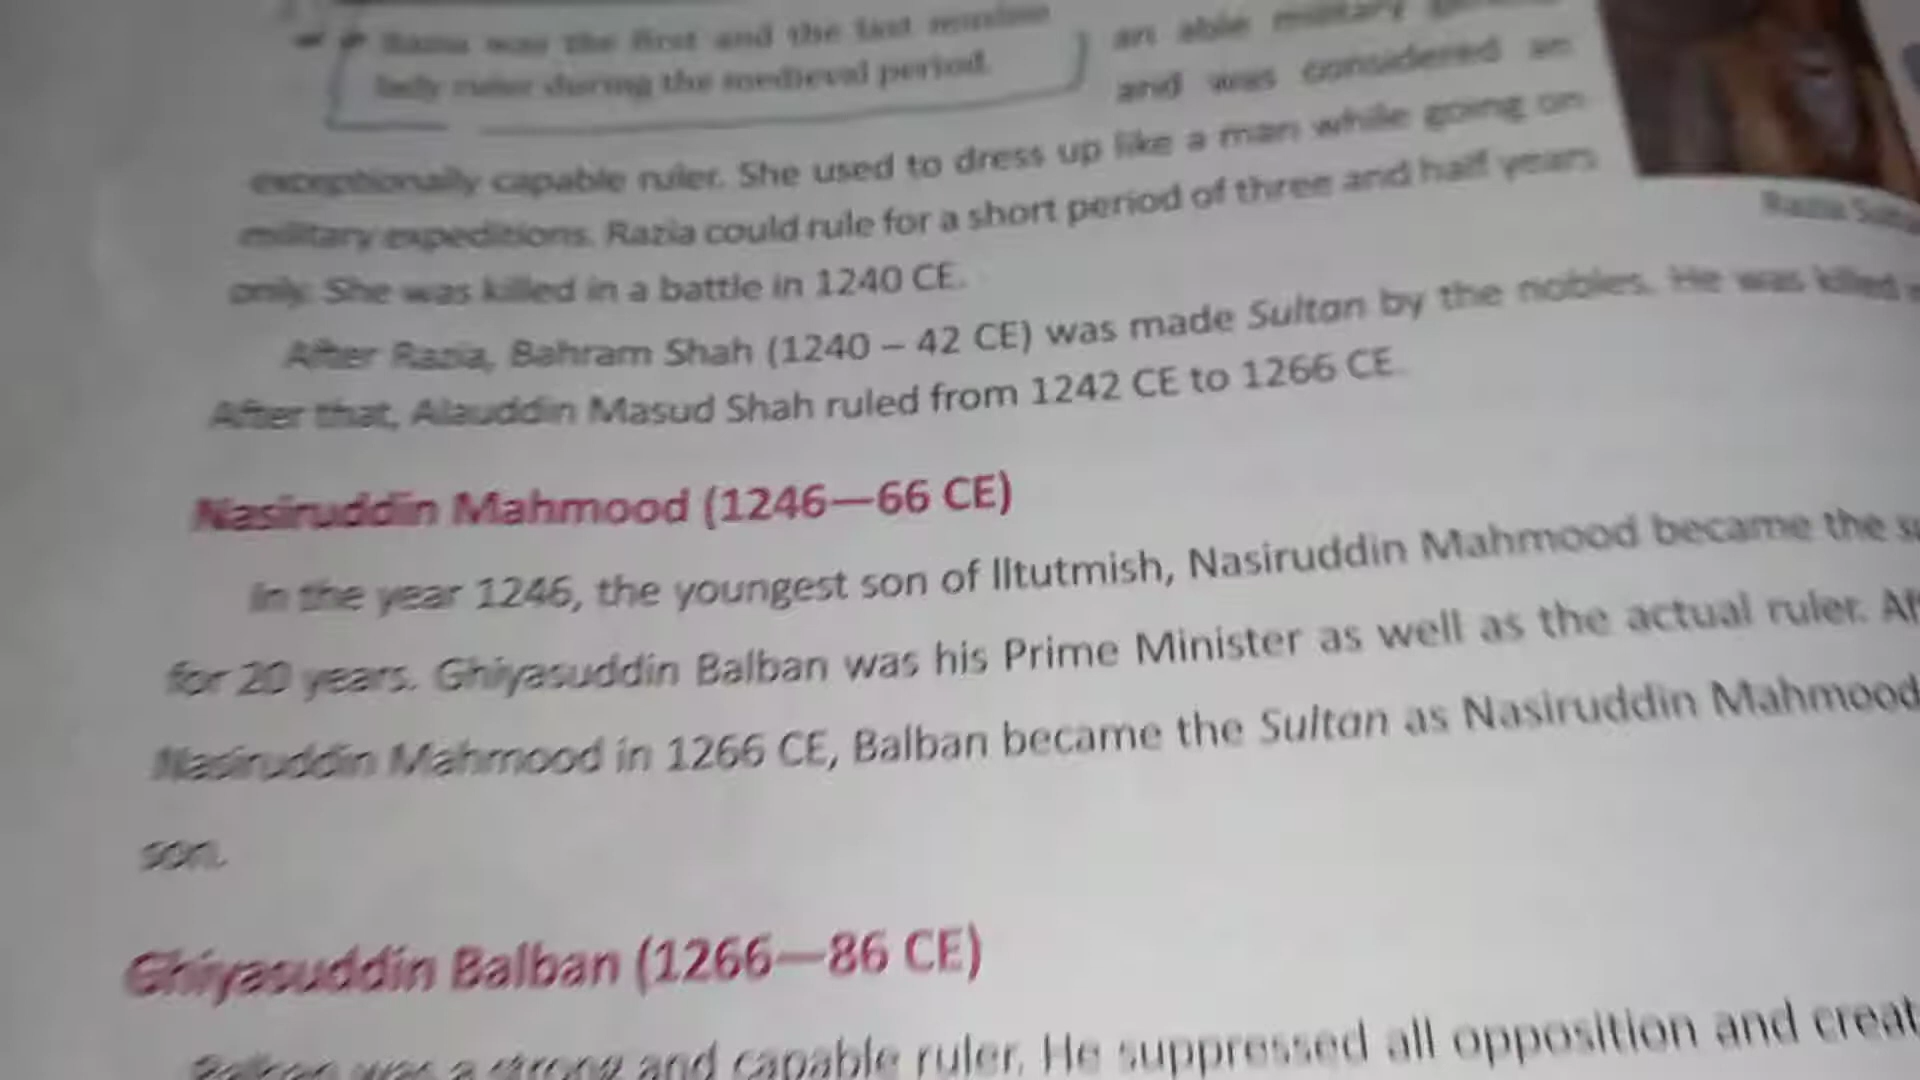 Razia was the first and the last muslim
lady ruler during the medieval period.
an able military
and was considered an
exceptionally capable ruler. She used to dress up like a man while going on
military expeditions. Razia could rule for a short period of three and half years
only. She was killed in a battle in 1240 CE.
Razia
After Razia, Bahram Shah (1240 – 42 CE) was made Sultan by the nobles. He was killed
After that, Alauddin Masud Shah ruled from 1242 CE to 1266 CE.
Nasiruddin Mahmood (1246—66 CE)
In the year 1246, the youngest son of Iltutmish, Nasiruddin Mahmood became the
for 20 years. Ghiyasuddin Balban was his Prime Minister as well as the actual ruler.
Nasiruddin Mahmood in 1266 CE, Balban became the Sultan as Nasiruddin Mahmood
son.
Ghiyasuddin Balban (1266—86 CE)
Balban was a strong and capable ruler. He suppressed all opposition and creat